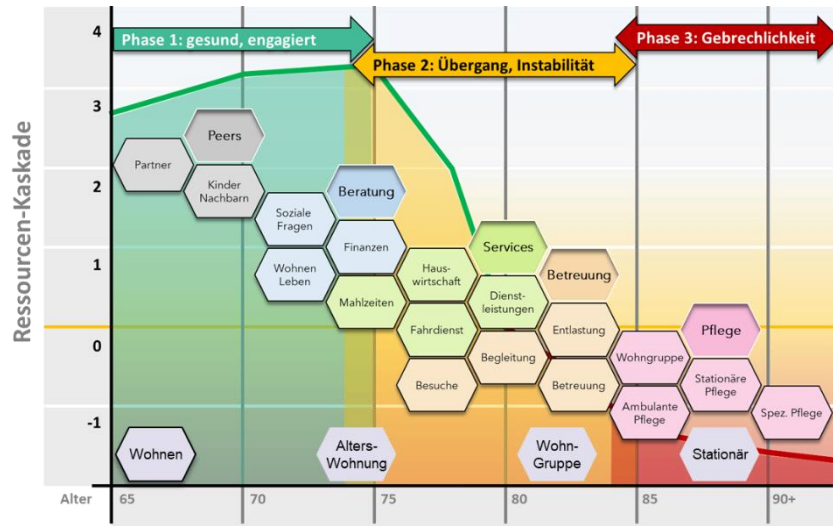 4
Phase 1: gesund, engagiert
Phase 3: Gebrechlichkeit
Phase 2: Übergang, Instabilität
3
2
1
0
-1
Ressourcen-Kaskade
Peers
Partner
Kinder
Nachbarn
Beratung
Soziale
Fragen
Finanzen
Wohnen
Leben
Mahlzeiten
Services
Haus-
wirtschaft
Dienst-
leistungen
Fahrdienst
Betreuung
Entlastung
Begleitung
Besuche
Betreuung
Pflege
Wohngruppe
Stationäre
Pflege
Ambulante
Pflege
Spez. Pflege
Wohnen
Alters-
Wohnung
Wohn-
Gruppe
Stationär
Alter
65
70
75
80
85
90+